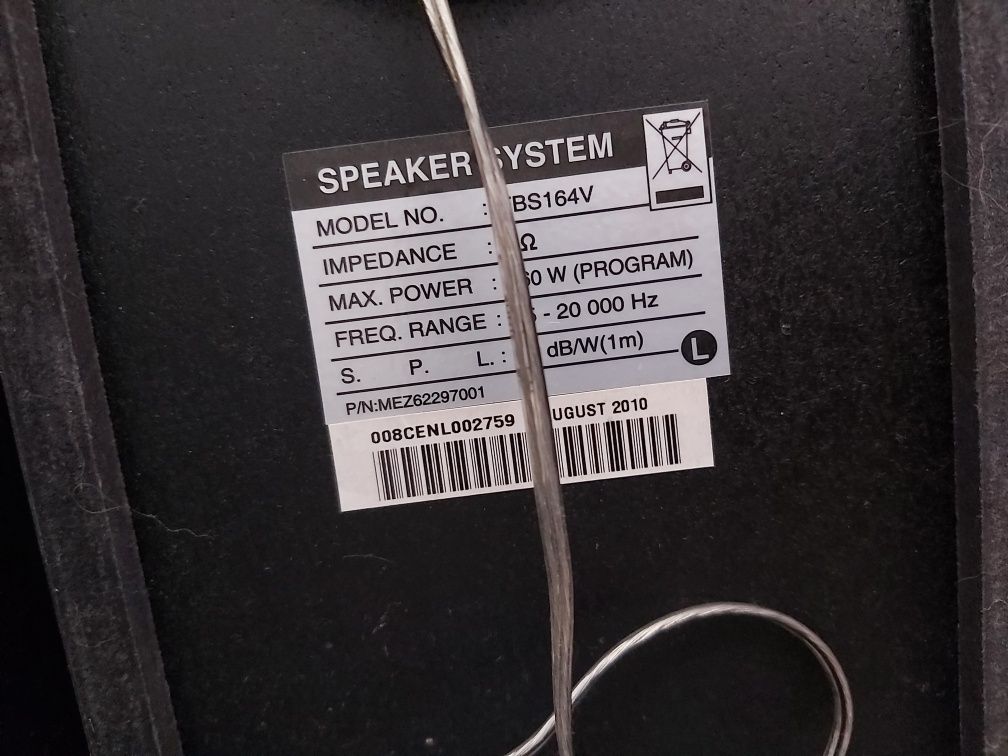 SPEAKER SYSTEM
MODEL NO. : BS164V
IMPEDANCE : Ω
MAX. POWER : 60 W (PROGRAM)
FREQ. RANGE : - 20 000 Hz
S. P. L. : dB/W(1m)
L
P/N:MEZ62297001
008CENL002759 UGUST 2010